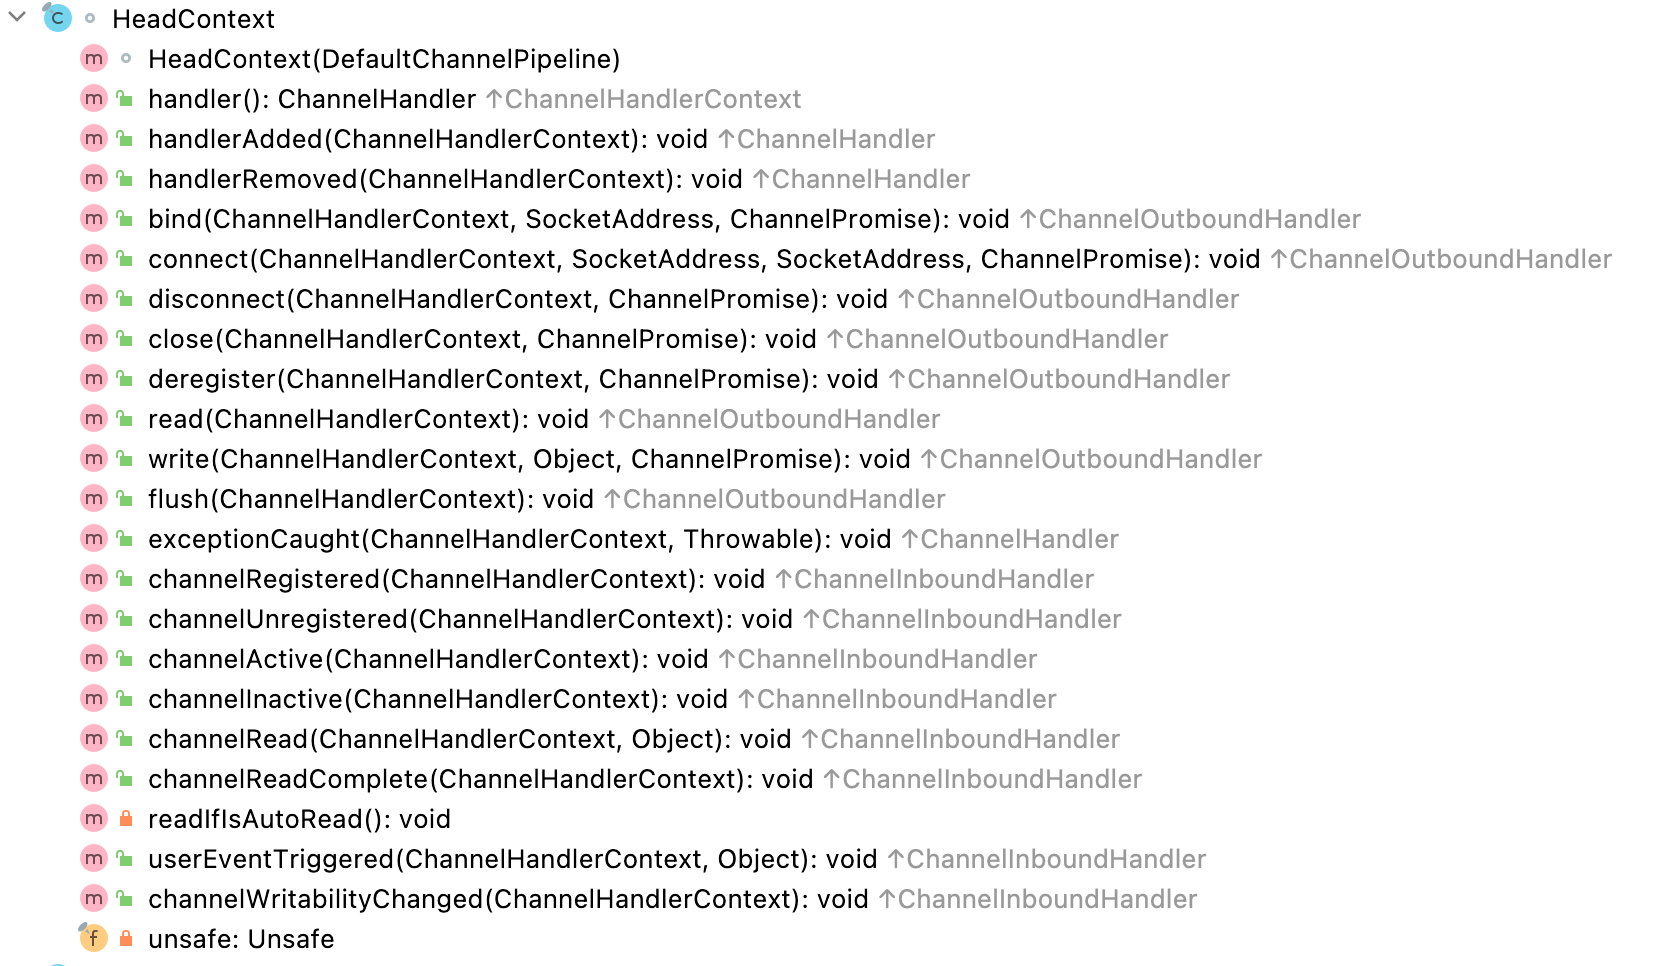 HeadContext
HeadContext(DefaultChannelPipeline)
handler(): ChannelHandler ↑ChannelHandlerContext
handlerAdded(ChannelHandlerContext): void ↑ChannelHandler
handlerRemoved(ChannelHandlerContext): void ↑ChannelHandler
bind(ChannelHandlerContext, SocketAddress, ChannelPromise): void ↑ChannelOutboundHandler
connect(ChannelHandlerContext, SocketAddress, SocketAddress, ChannelPromise): void ↑ChannelOutboundHandler
disconnect(ChannelHandlerContext, ChannelPromise): void ↑ChannelOutboundHandler
close(ChannelHandlerContext, ChannelPromise): void ↑ChannelOutboundHandler
deregister(ChannelHandlerContext, ChannelPromise): void ↑ChannelOutboundHandler
read(ChannelHandlerContext): void ↑ChannelOutboundHandler
write(ChannelHandlerContext, Object, ChannelPromise): void ↑ChannelOutboundHandler
flush(ChannelHandlerContext): void ↑ChannelOutboundHandler
exceptionCaught(ChannelHandlerContext, Throwable): void ↑ChannelHandler
channelRegistered(ChannelHandlerContext): void ↑ChannelInboundHandler
channelUnregistered(ChannelHandlerContext): void ↑ChannelInboundHandler
channelActive(ChannelHandlerContext): void ↑ChannelInboundHandler
channelInactive(ChannelHandlerContext): void ↑ChannelInboundHandler
channelRead(ChannelHandlerContext, Object): void ↑ChannelInboundHandler
channelReadComplete(ChannelHandlerContext): void ↑ChannelInboundHandler
readIfIsAutoRead(): void
userEventTriggered(ChannelHandlerContext, Object): void ↑ChannelInboundHandler
channelWritabilityChanged(ChannelHandlerContext): void ↑ChannelInboundHandler
unsafe: Unsafe